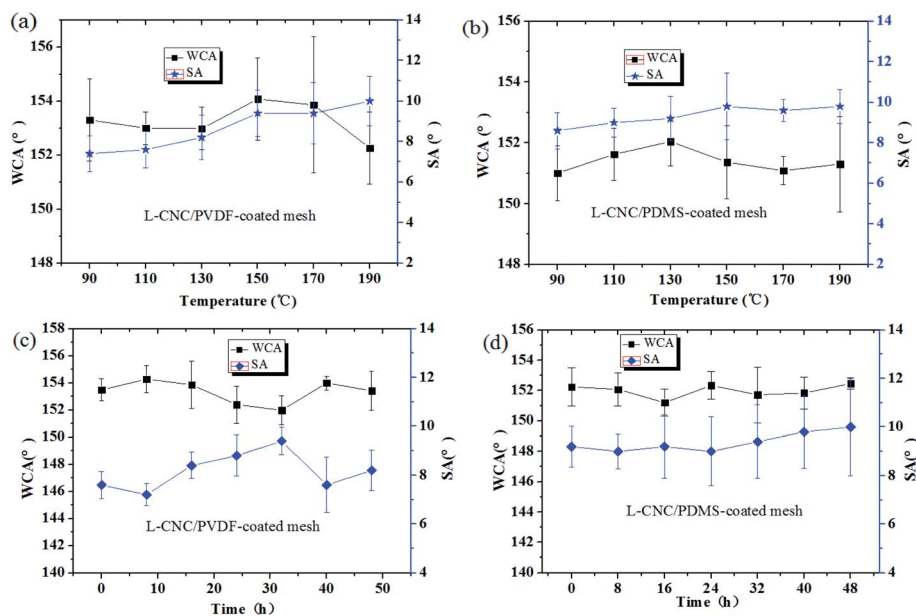 (a)
WCA
SA
WCA (°)
156
154
152
150
148
SA (°)
14
12
10
8
6
4
2
L-CNC/PVDF-coated mesh
90 110 130 150 170 190
Temperature (℃)
(b)
WCA
SA
WCA (°)
156
154
152
150
148
SA (°)
14
12
10
8
6
4
2
L-CNC/PDMS-coated mesh
90 110 130 150 170 190
Temperature (℃)
(c)
WCA
SA
WCA(°)
158
156
154
152
150
148
146
144
142
140
SA(°)
14
12
10
8
6
4
L-CNC/PVDF-coated mesh
0 10 20 30 40 50
Time (h)
(d)
WCA
SA
WCA(°)
156
154
152
150
148
146
144
142
140
SA(°)
14
12
10
8
6
4
L-CNC/PDMS-coated mesh
0 8 16 24 32 40 48
Time (h)